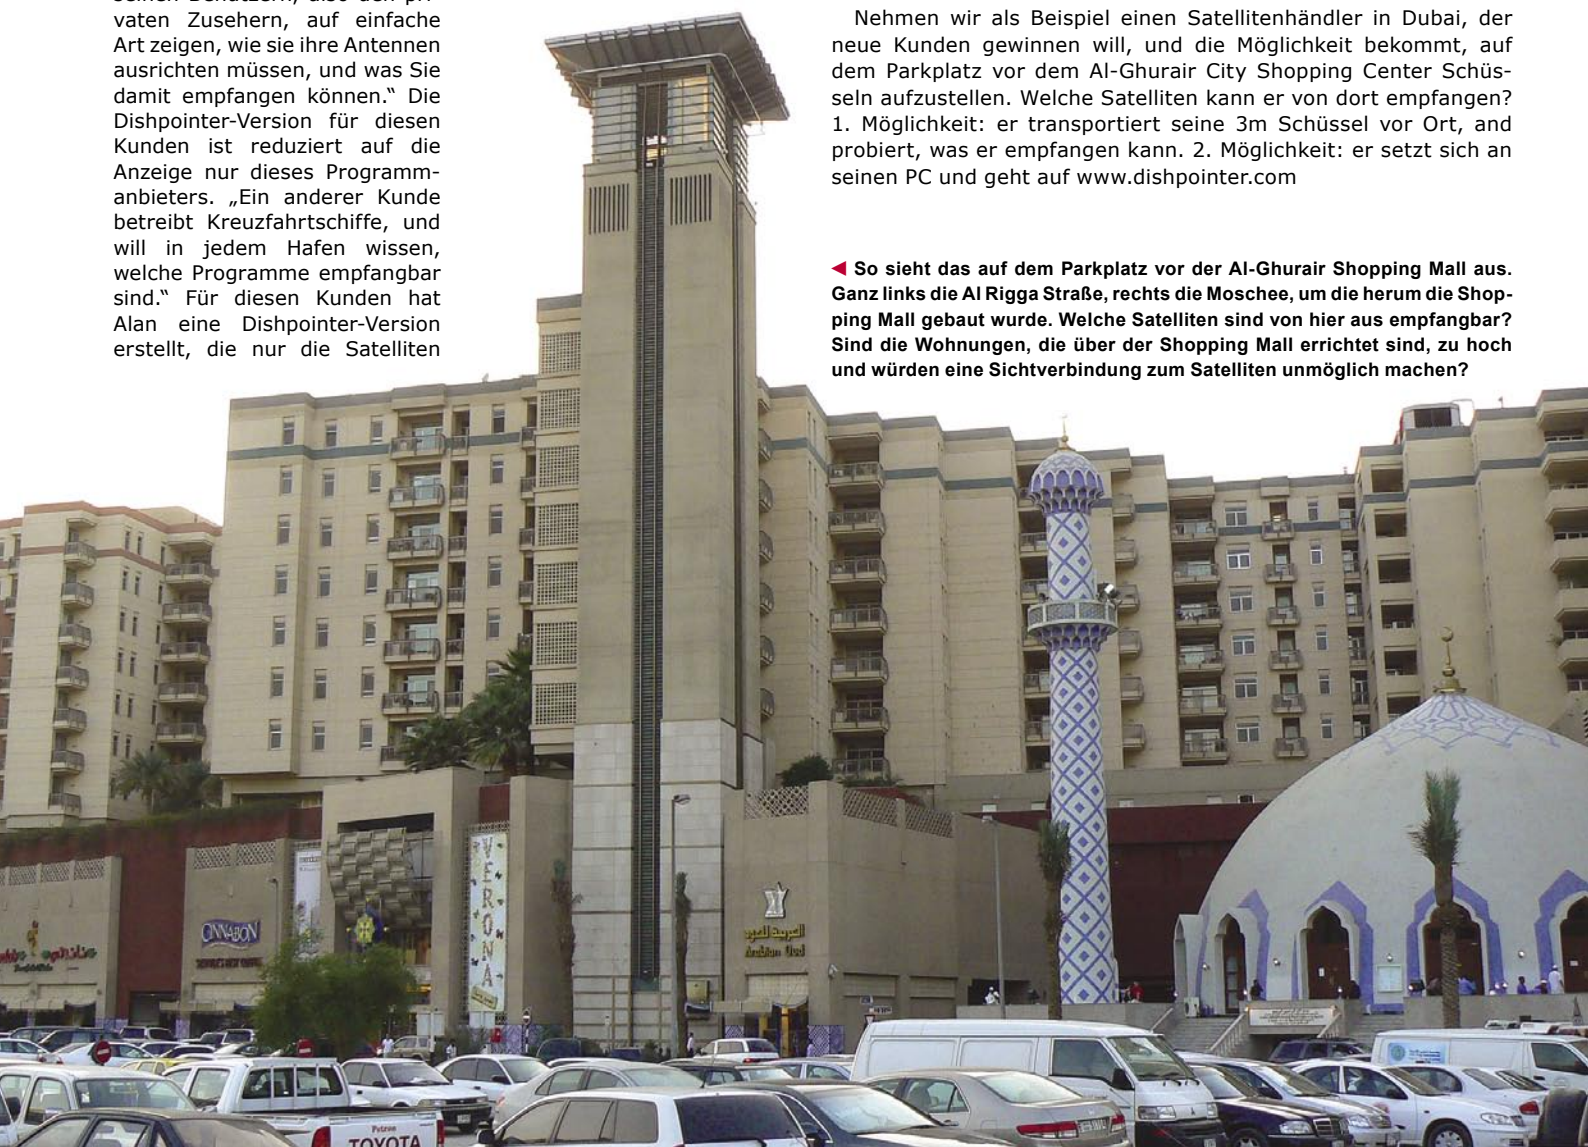 vaten Zusehern, auf einfache
Art zeigen, wie sie ihre Antennen
ausrichten müssen, und was Sie
damit empfangen können.“ Die
Dishpointer-Version für diesen
Kunden ist reduziert auf die
Anzeige nur dieses Programm-
anbieters. „Ein anderer Kunde
betreibt Kreuzfahrtschiffe, und
will in jedem Hafen wissen,
welche Programme empfangbar
sind.“ Für diesen Kunden hat
Alan eine Dishpointer-Version
erstellt, die nur die Satelliten
Nehmen wir als Beispiel einen Satellitenhändler in Dubai, der
neue Kunden gewinnen will, und die Möglichkeit bekommt, auf
dem Parkplatz vor dem Al-Ghurair City Shopping Center Schüs-
seln aufzustellen. Welche Satelliten kann er von dort empfangen?
1. Möglichkeit: er transportiert seine 3m Schüssel vor Ort, and
probiert, was er empfangen kann. 2. Möglichkeit: er setzt sich an
seinen PC und geht auf www.dishpointer.com
◄ So sieht das auf dem Parkplatz vor der Al-Ghurair Shopping Mall aus.
Ganz links die Al Rigga Straße, rechts die Moschee, um die herum die Shop-
ping Mall gebaut wurde. Welche Satelliten sind von hier aus empfangbar?
Sind die Wohnungen, die über der Shopping Mall errichtet sind, zu hoch
und würden eine Sichtverbindung zum Satelliten unmöglich machen?
VERONA
CINNABON
العربية للعود
Arabian Oud
TOYOTA